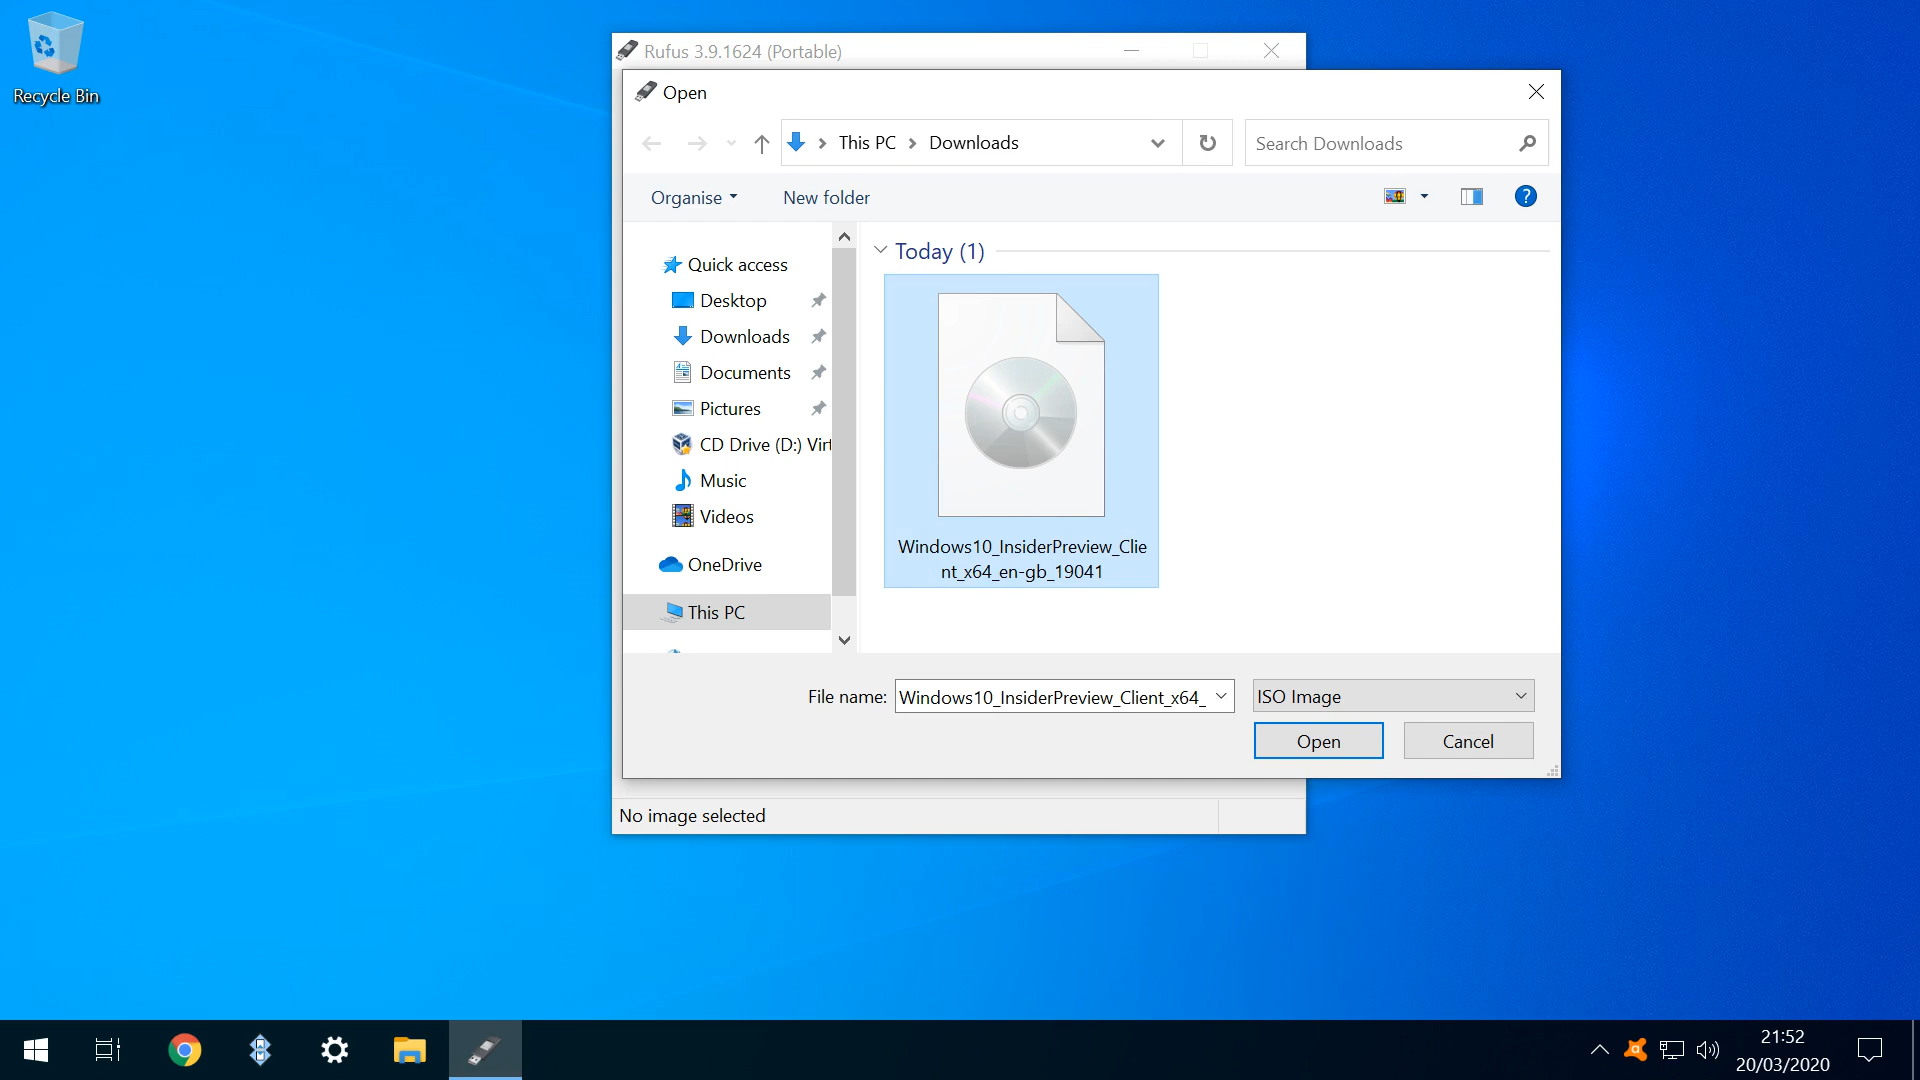 Recycle Bin
Rufus 3.9.1624 (Portable)
Open
This PC
Downloads
Search Downloads
Organise
New folder
Quick access
Desktop
Downloads
Documents
Pictures
CD Drive (D:) Virt
Music
Videos
OneDrive
This PC
Today (1)
Windows10_InsiderPreview_Clie
nt_x64_en-gb_19041
File name:
Windows10_InsiderPreview_Client_x64_
ISO Image
Open
Cancel
No image selected
21:52
20/03/2020